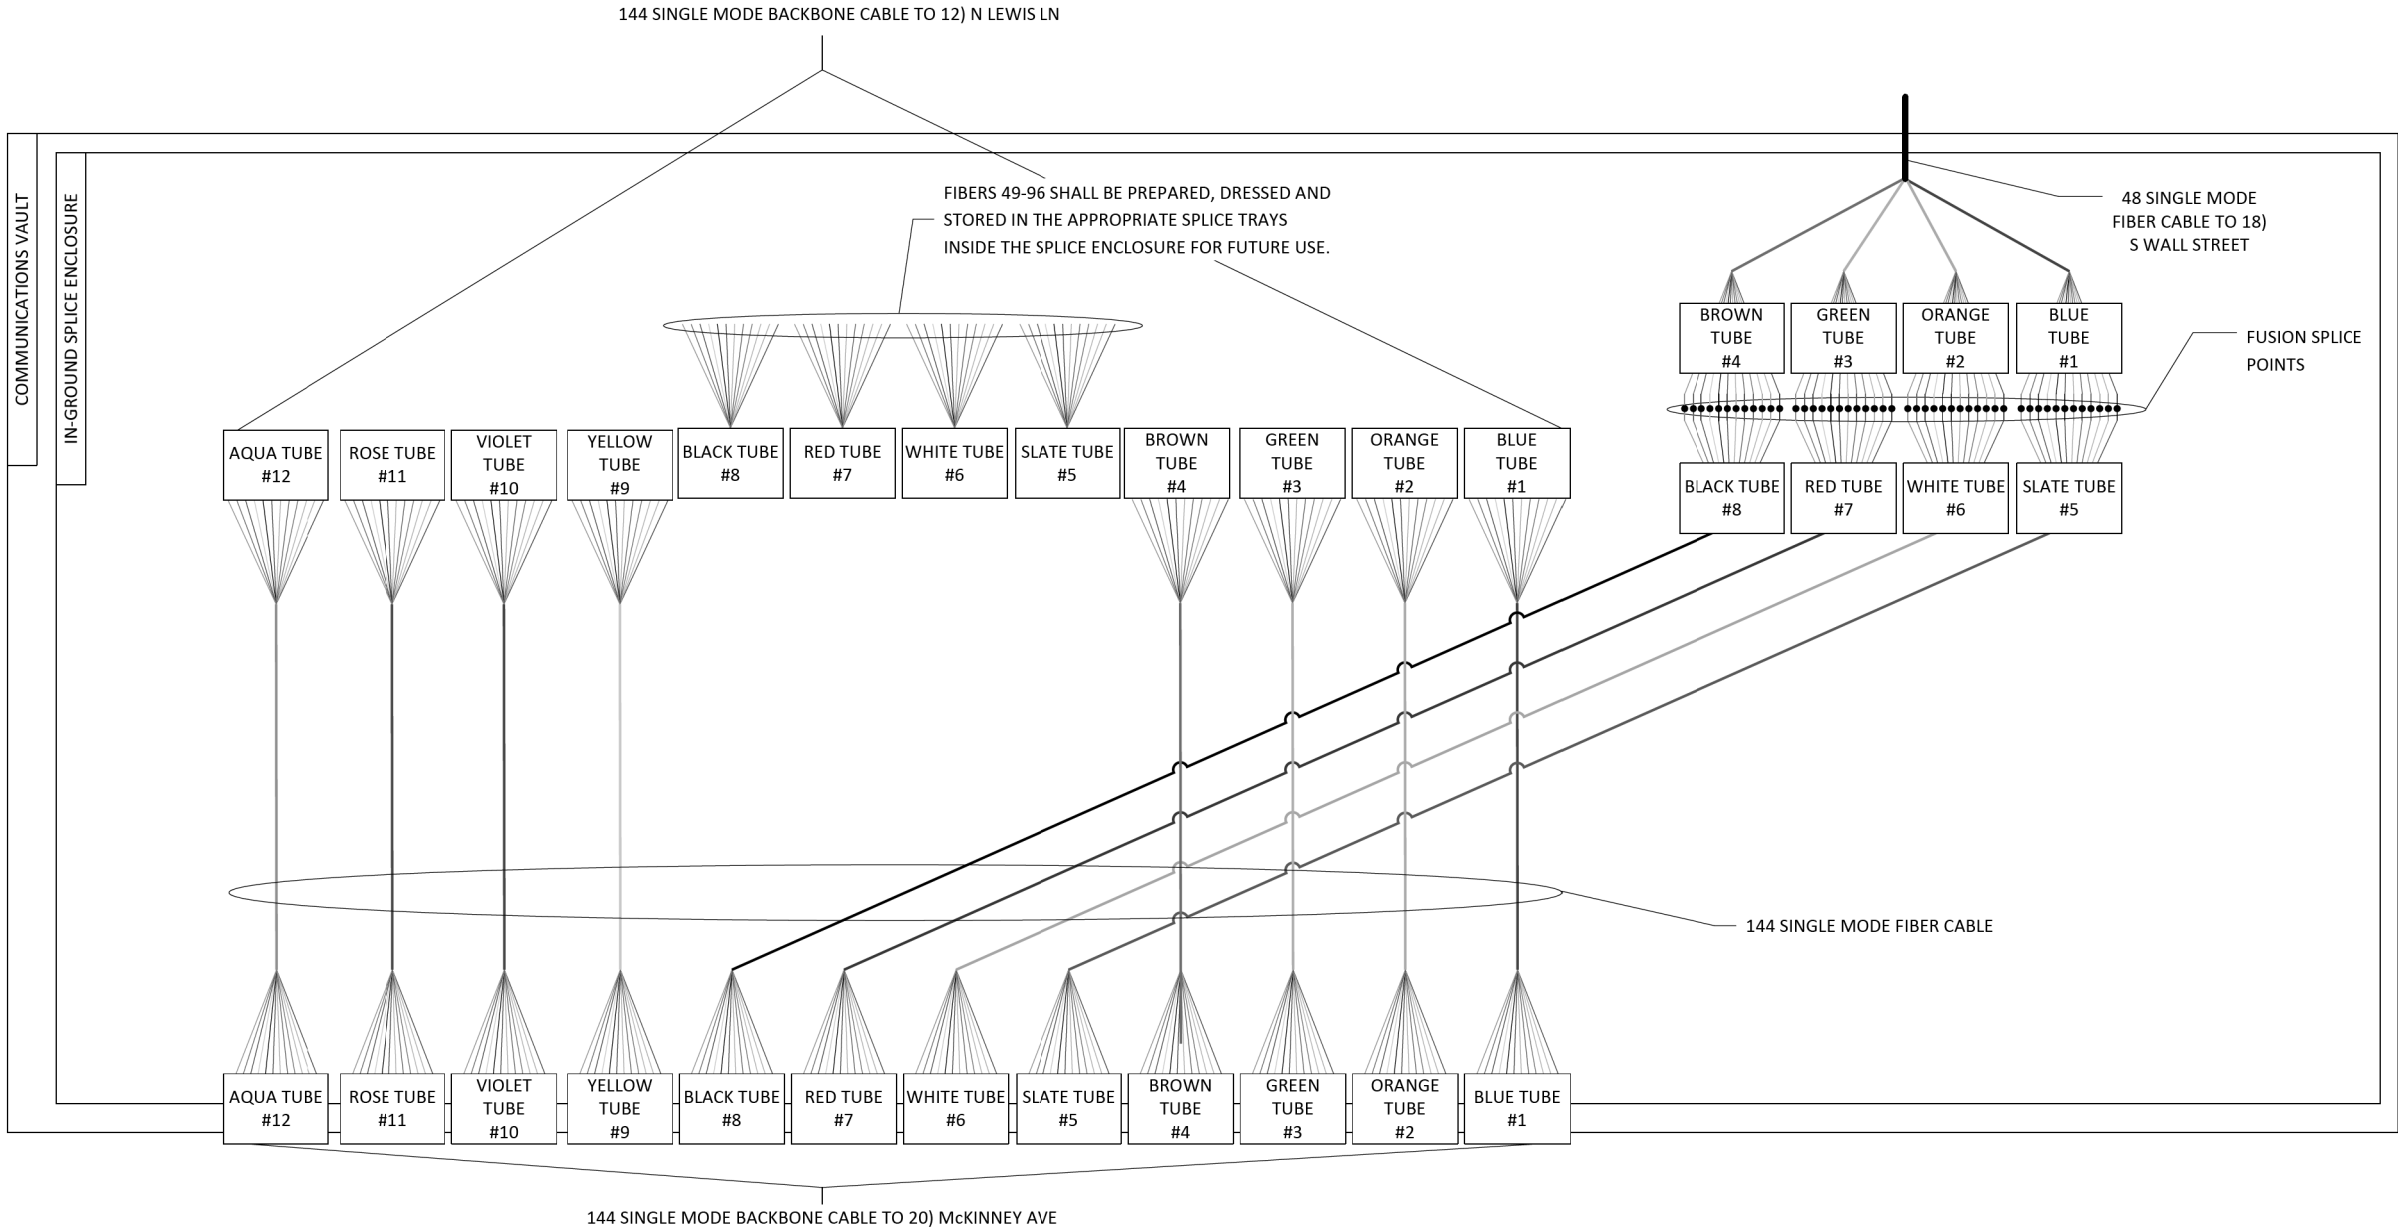 144 SINGLE MODE BACKBONE CABLE TO 12) N LEWIS LN
COMMUNICATIONS VAULT
IN-GROUND SPLICE ENCLOSURE
FIBERS 49-96 SHALL BE PREPARED, DRESSED AND
STORED IN THE APPROPRIATE SPLICE TRAYS
INSIDE THE SPLICE ENCLOSURE FOR FUTURE USE.
48 SINGLE MODE
FIBER CABLE TO 18)
S WALL STREET
BROWN
TUBE
#4
GREEN
TUBE
#3
ORANGE
TUBE
#2
BLUE
TUBE
#1
FUSION SPLICE
POINTS
AQUA TUBE
#12
ROSE TUBE
#11
VIOLET
TUBE
#10
YELLOW
TUBE
#9
BLACK TUBE
#8
RED TUBE
#7
WHITE TUBE
#6
SLATE TUBE
#5
BROWN
TUBE
#4
GREEN
TUBE
#3
ORANGE
TUBE
#2
BLUE
TUBE
#1
BLACK TUBE
#8
RED TUBE
#7
WHITE TUBE
#6
SLATE TUBE
#5
144 SINGLE MODE FIBER CABLE
AQUA TUBE
#12
ROSE TUBE
#11
VIOLET
TUBE
#10
YELLOW
TUBE
#9
BLACK TUBE
#8
RED TUBE
#7
WHITE TUBE
#6
SLATE TUBE
#5
BROWN
TUBE
#4
GREEN
TUBE
#3
ORANGE
TUBE
#2
BLUE TUBE
#1
144 SINGLE MODE BACKBONE CABLE TO 20) McKINNEY AVE